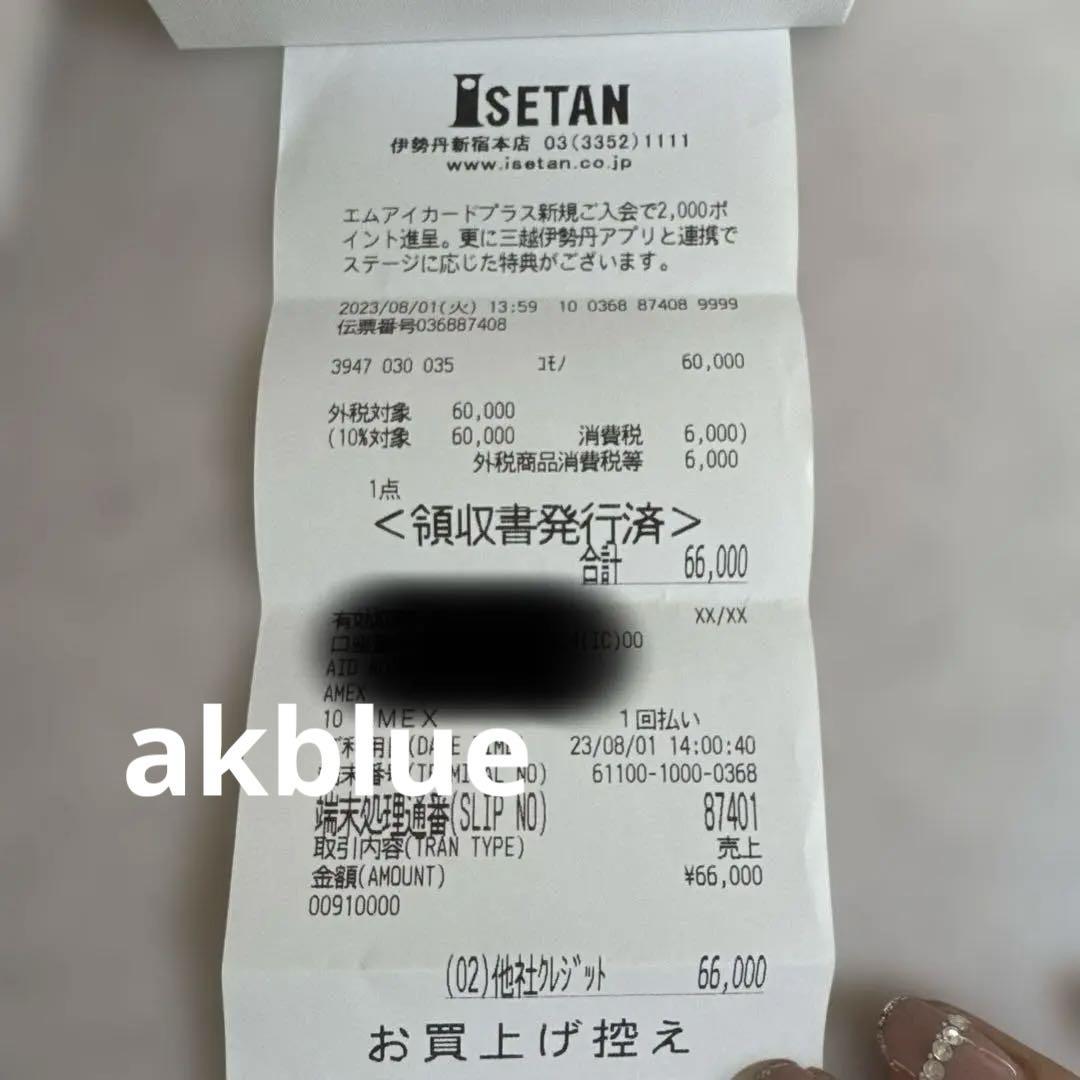 ISETAN
伊勢丹新宿本店 03(3352)1111
www.isetan.co.jp
エムアイカードプラス新規ご入会で2,000ポ
イント進呈。更に三越伊勢丹アプリと連携で
ステージに応じた特典がございます。
2023/08/01(火) 13:59 10 0368 87408 9999
伝票番号036887408
3947 030 035 コモノ 60,000
外税対象 60,000
(10%対象 60,000 消費税 6,000)
外税商品消費税等 6,000
1点
<領収書発行済>
合計 66,000
XX/XX
(IC)00
AID
AMEX
10 MEX 1回払い
akblue
23/08/01 14:00:40
61100-1000-0368
端末処理通番(SLIP NO) 87401
取引内容(TRAN TYPE) 売上
金額(AMOUNT) ¥66,000
00910000
(02)他社クレジット 66,000
お買上げ控え